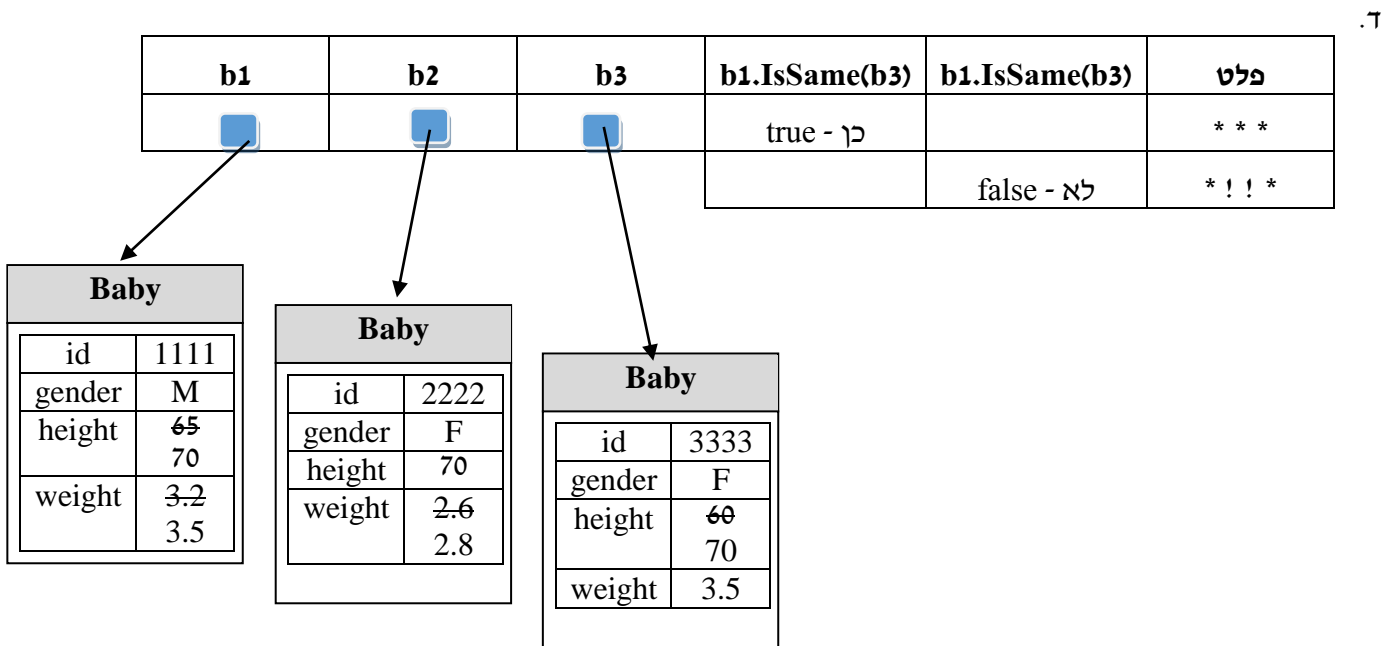 ד.
b1 b2 b3 b1.IsSame(b3) b1.IsSame(b3) פלט
כן - true * * *
לא - false * ! ! *
Baby
id 1111
gender M
height 65
70
weight 3.2
3.5
Baby
id 2222
gender F
height 70
weight 2.6
2.8
Baby
id 3333
gender F
height 60
70
weight 3.5